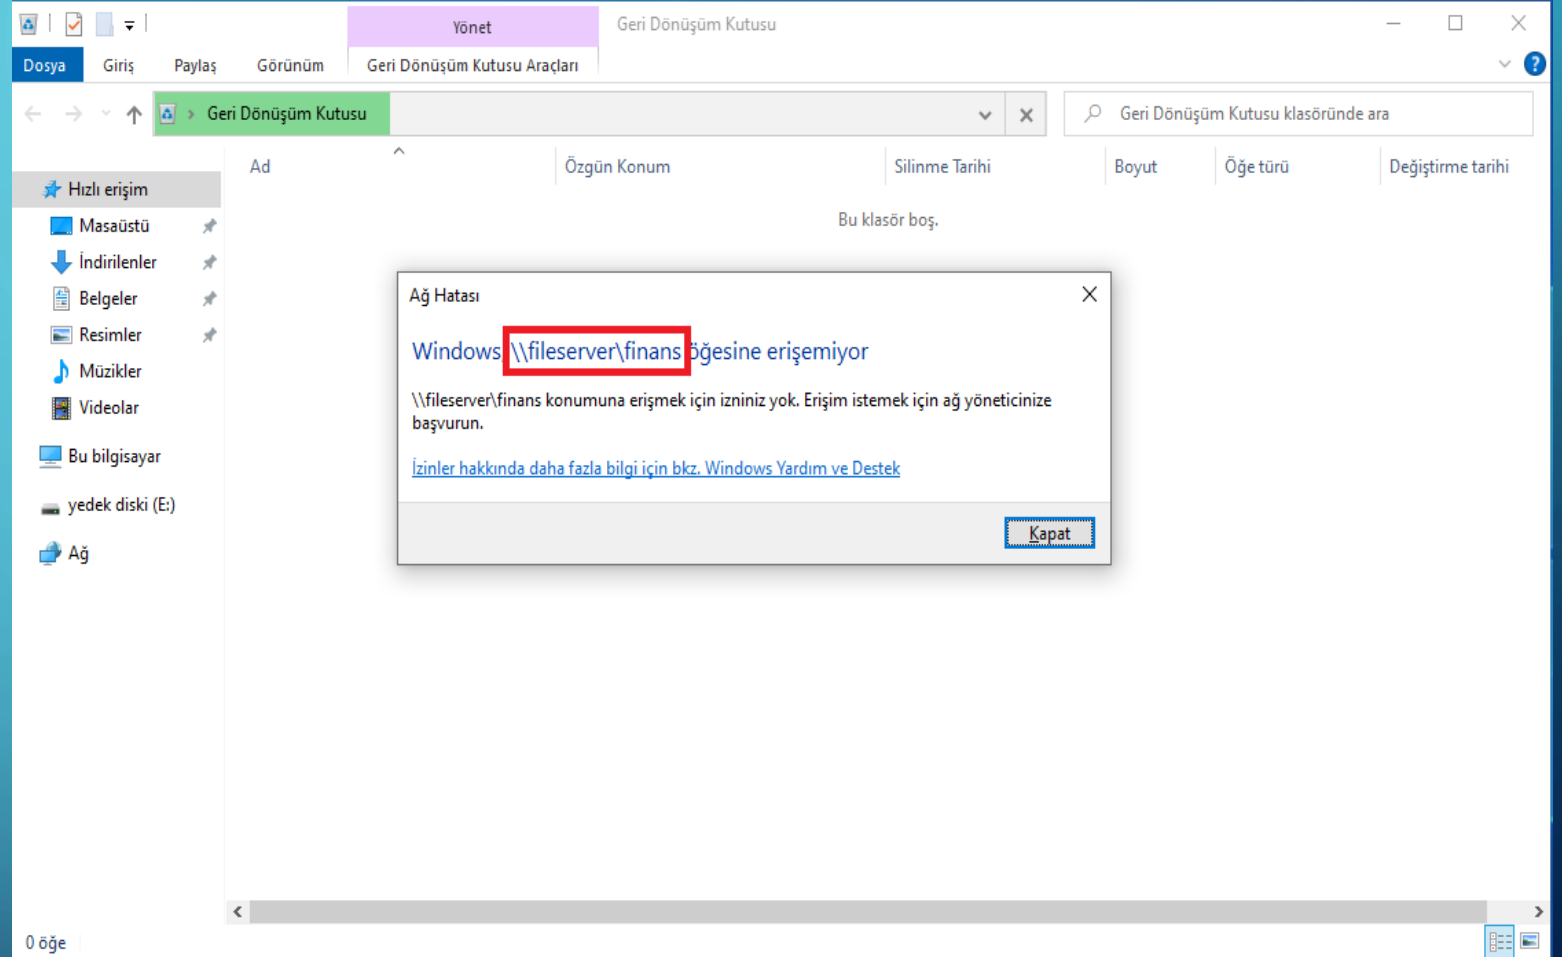 Yönet
Geri Dönüşüm Kutusu
Dosya
Giriş
Paylaş
Görünüm
Geri Dönüşüm Kutusu Araçları
Geri Dönüşüm Kutusu
Geri Dönüşüm Kutusu klasöründe ara
Ad
Özgün Konum
Silinme Tarihi
Boyut
Öğe türü
Değiştirme tarihi
Bu klasör boş.
Hızlı erişim
Masaüstü
İndirilenler
Belgeler
Resimler
Müzikler
Videolar
Bu bilgisayar
yedek diski (E:)
Ağ
Ağ Hatası
Windows \\fileserver\finans öğesine erişemiyor
\\fileserver\finans konumuna erişmek için izniniz yok. Erişim istemek için ağ yöneticinize
başvurun.
İzinler hakkında daha fazla bilgi için bkz. Windows Yardım ve Destek
Kapat
0 öğe